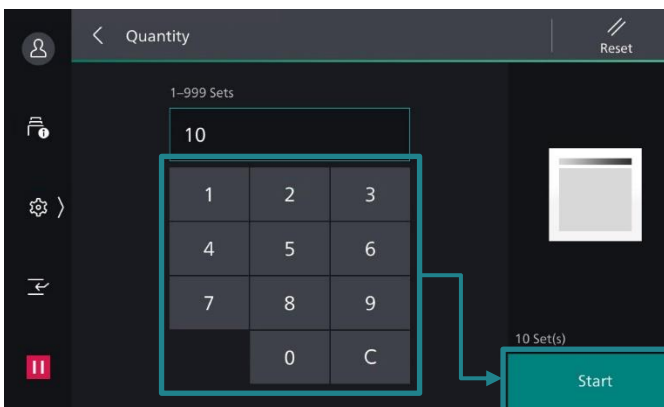 Quantity
Reset
1–999 Sets
10
1 2 3
4 5 6
7 8 9
0 C
10 Set(s)
Start